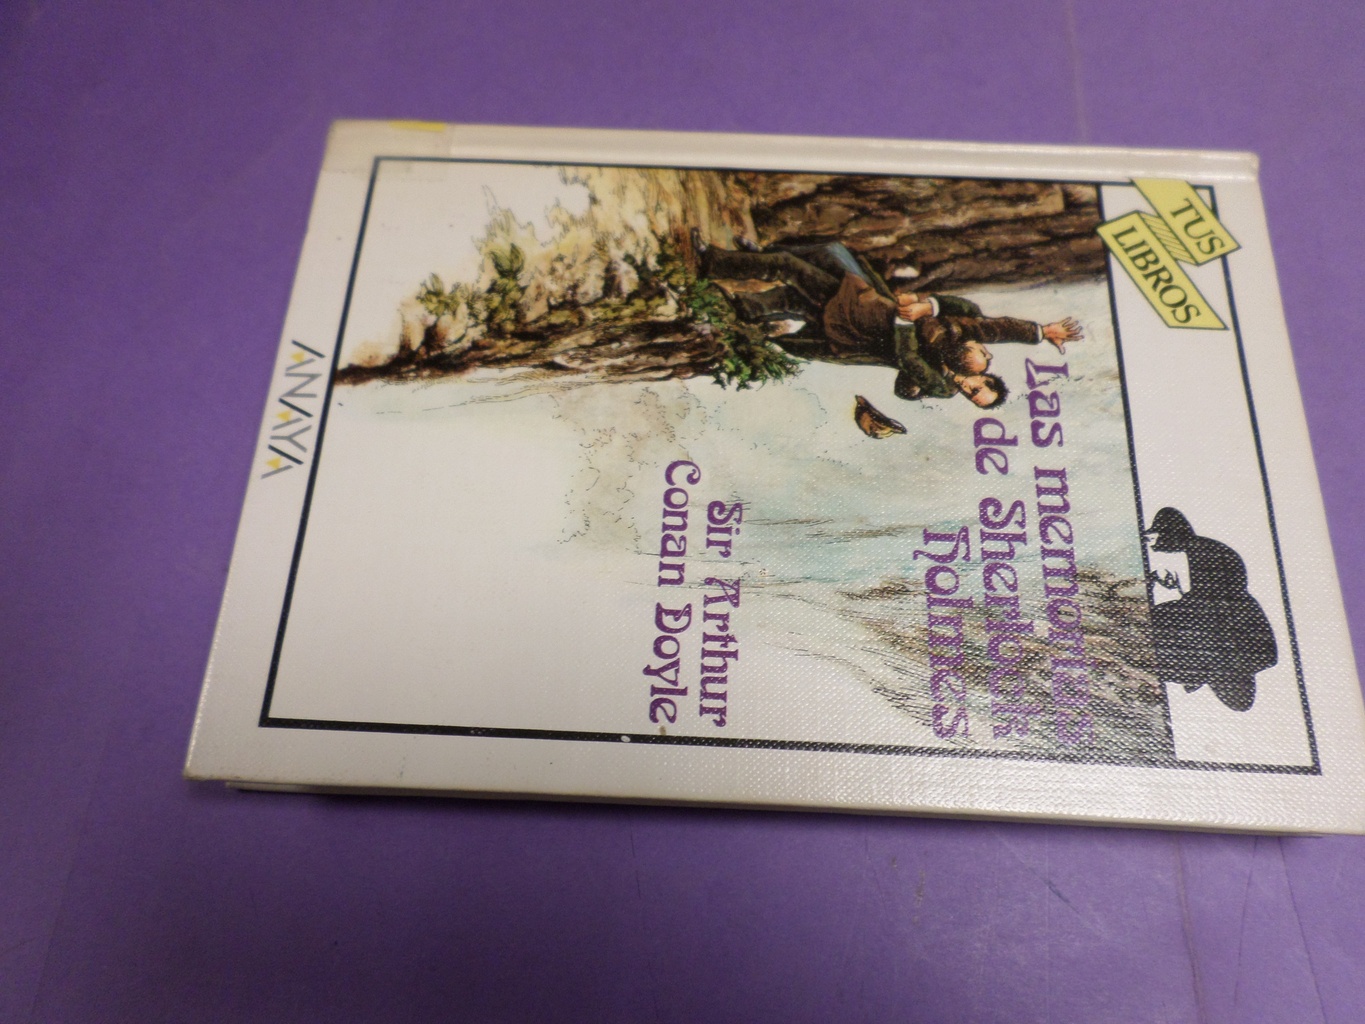 TUS
LIBROS
Las memorias
de Sherlock
Holmes
Sir Arthur
Conan Doyle
ANAYA